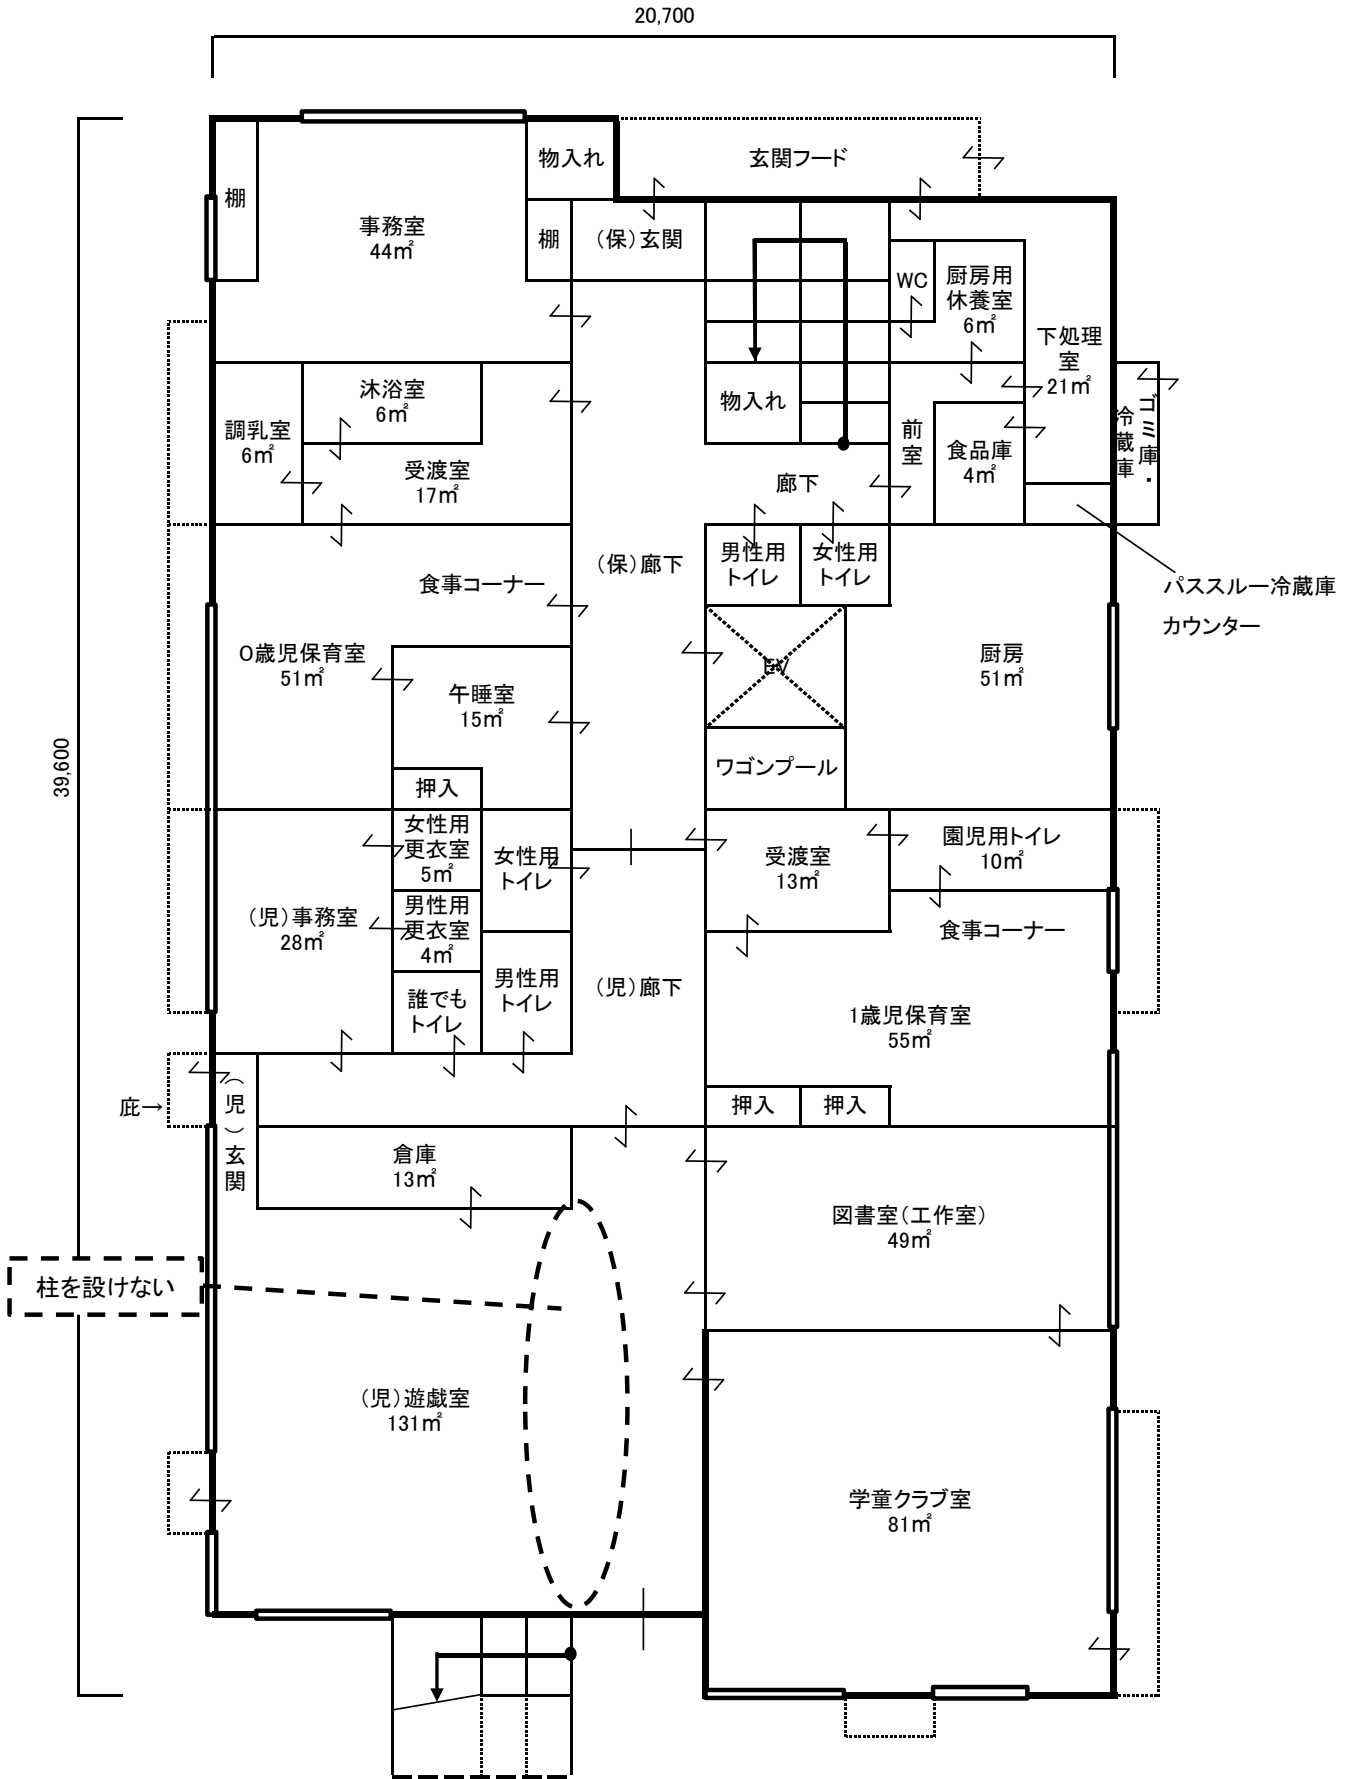 20,700
39,600
物入れ
玄関フード
棚
事務室
44㎡
棚
(保)玄関
WC
厨房用
休養室
6㎡
下処理
室
21㎡
沐浴室
6㎡
物入れ
調乳室
6㎡
受渡室
17㎡
前室
食品庫
4㎡
ゴミ庫・
冷蔵庫
廊下
(保)廊下
男性用
トイレ
女性用
トイレ
パススルー冷蔵庫
カウンター
食事コーナー
0歳児保育室
51㎡
EV
厨房
51㎡
午睡室
15㎡
ワゴンプール
押入
女性用
更衣室
5㎡
女性用
トイレ
受渡室
13㎡
園児用トイレ
10㎡
(児)事務室
28㎡
男性用
更衣室
4㎡
食事コーナー
誰でも
トイレ
男性用
トイレ
(児)廊下
1歳児保育室
55㎡
庇→
(児)玄関
押入
押入
倉庫
13㎡
図書室(工作室)
49㎡
柱を設けない
(児)遊戯室
131㎡
学童クラブ室
81㎡